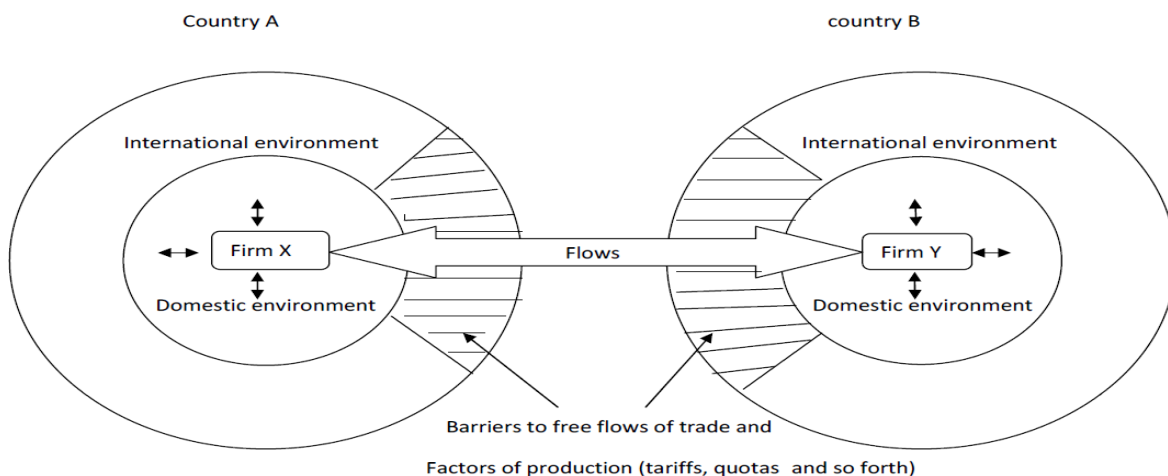 Country A
country B
International environment
International environment
Firm X
Flows
Firm Y
Domestic environment
Domestic environment
Barriers to free flows of trade and
Factors of production (tariffs, quotas and so forth)